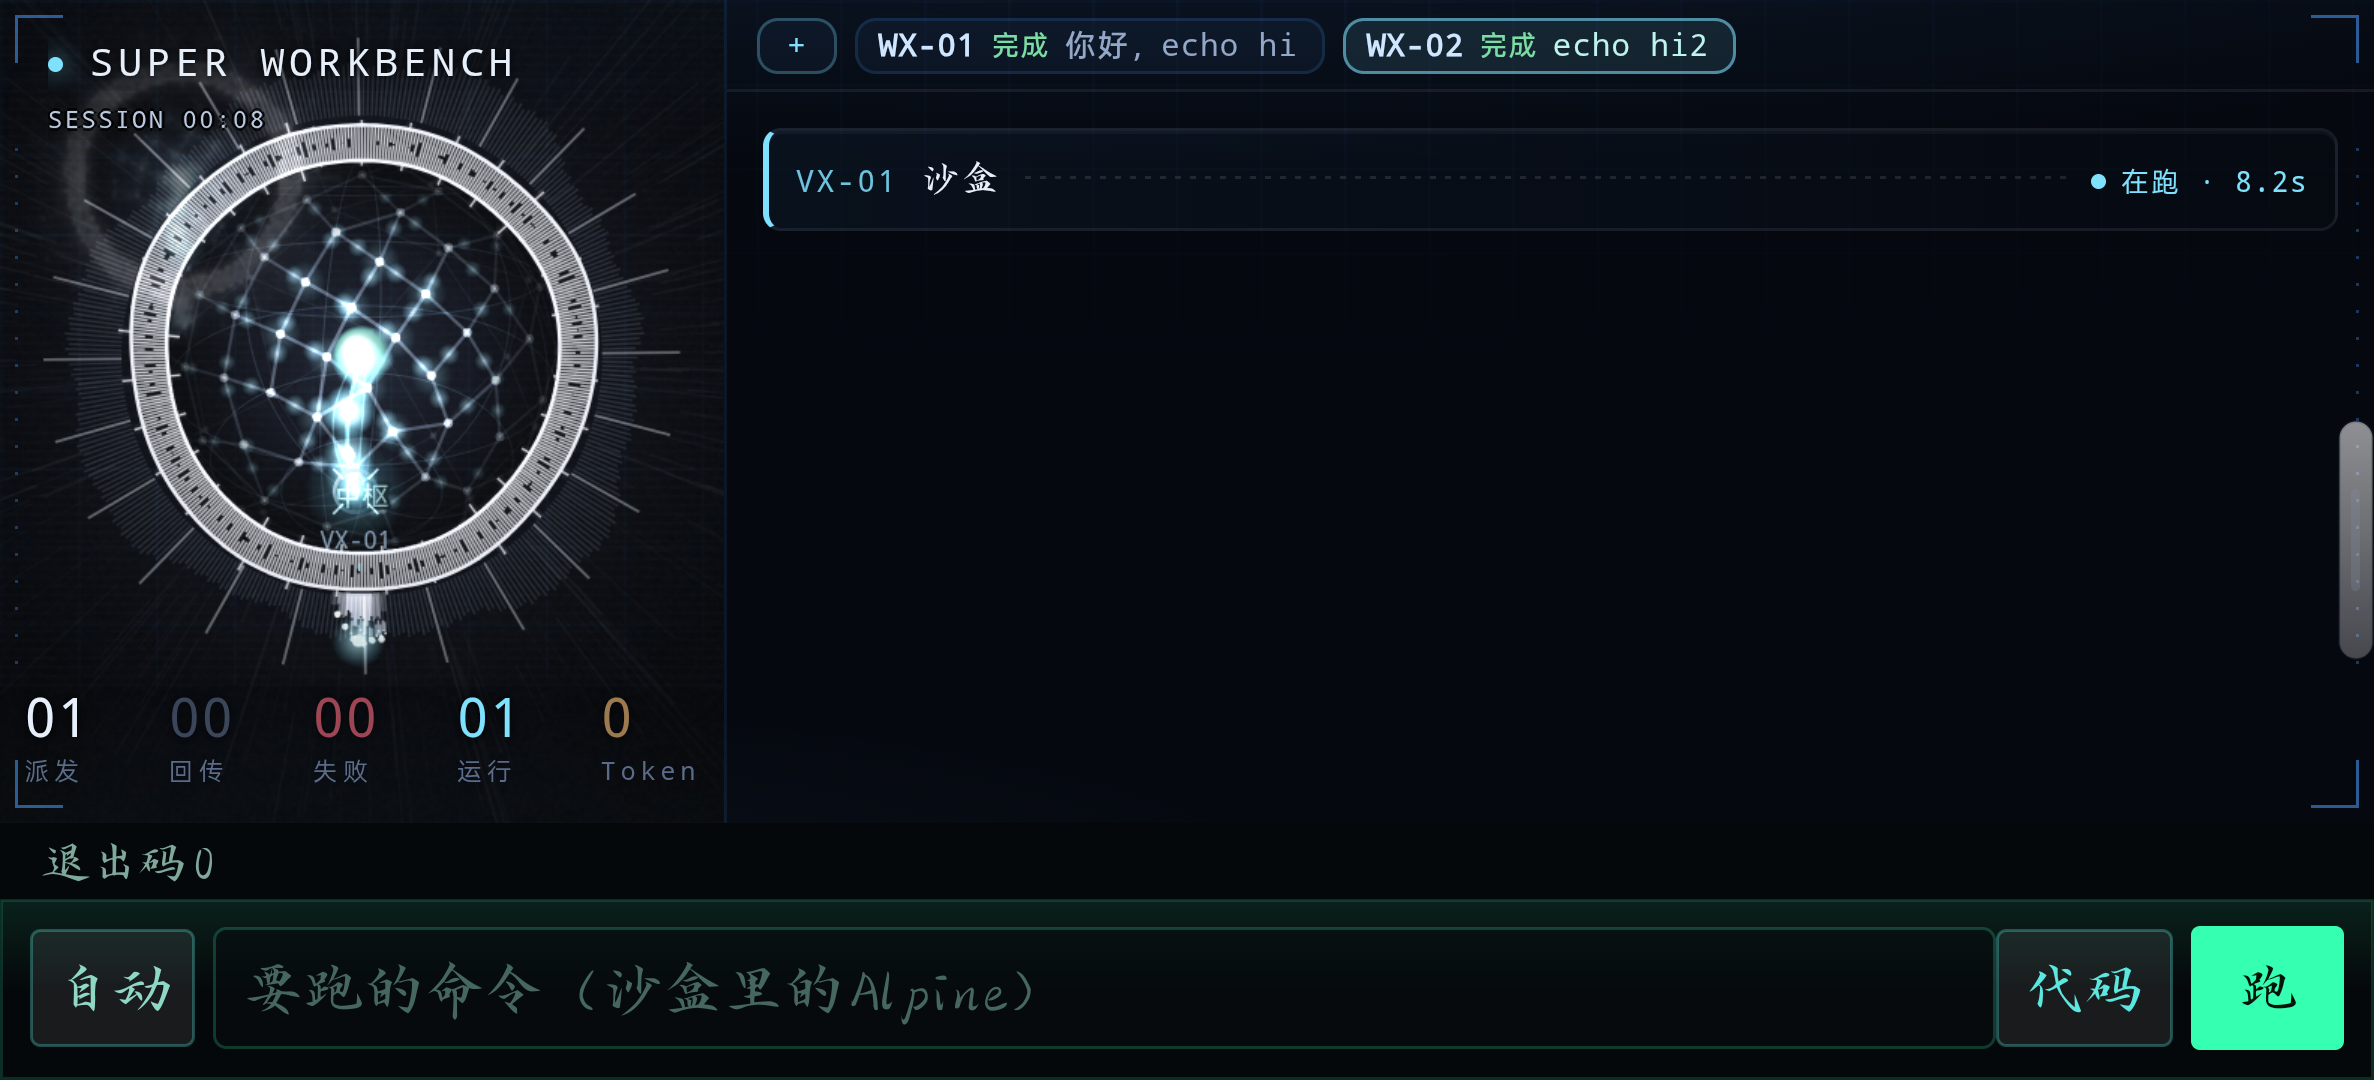 SUPER WORKBENCH
SESSION 00:08
中枢
VX-01
01 00 00 01 0
派发 回传 失败 运行 Token
+ WX-01 完成 你好, echo hi WX-02 完成 echo hi2
VX-01 沙盒 在跑 · 8.2s
退出码0
自动 要跑的命令（沙盒里的Alpine） 代码 跑